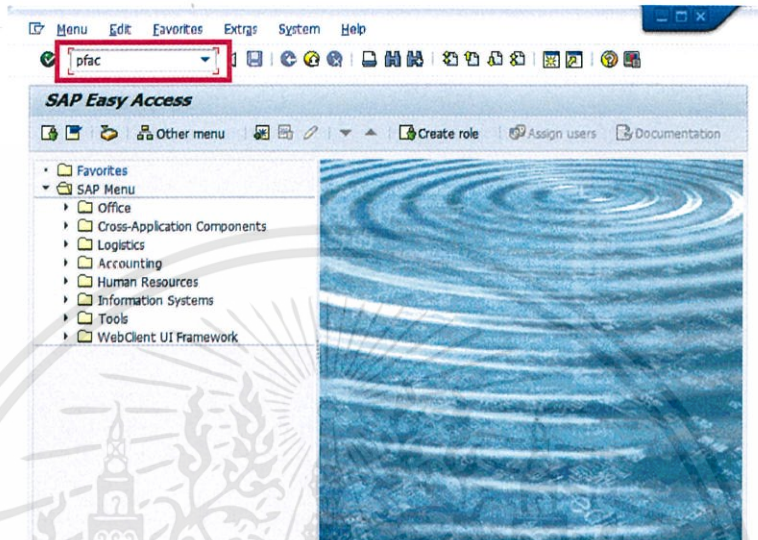 Menu Edit Favorites Extras System Help
pfac
SAP Easy Access
Other menu Create role Assign users Documentation
Favorites
SAP Menu
Office
Cross-Application Components
Logistics
Accounting
Human Resources
Information Systems
Tools
WebClient UI Framework